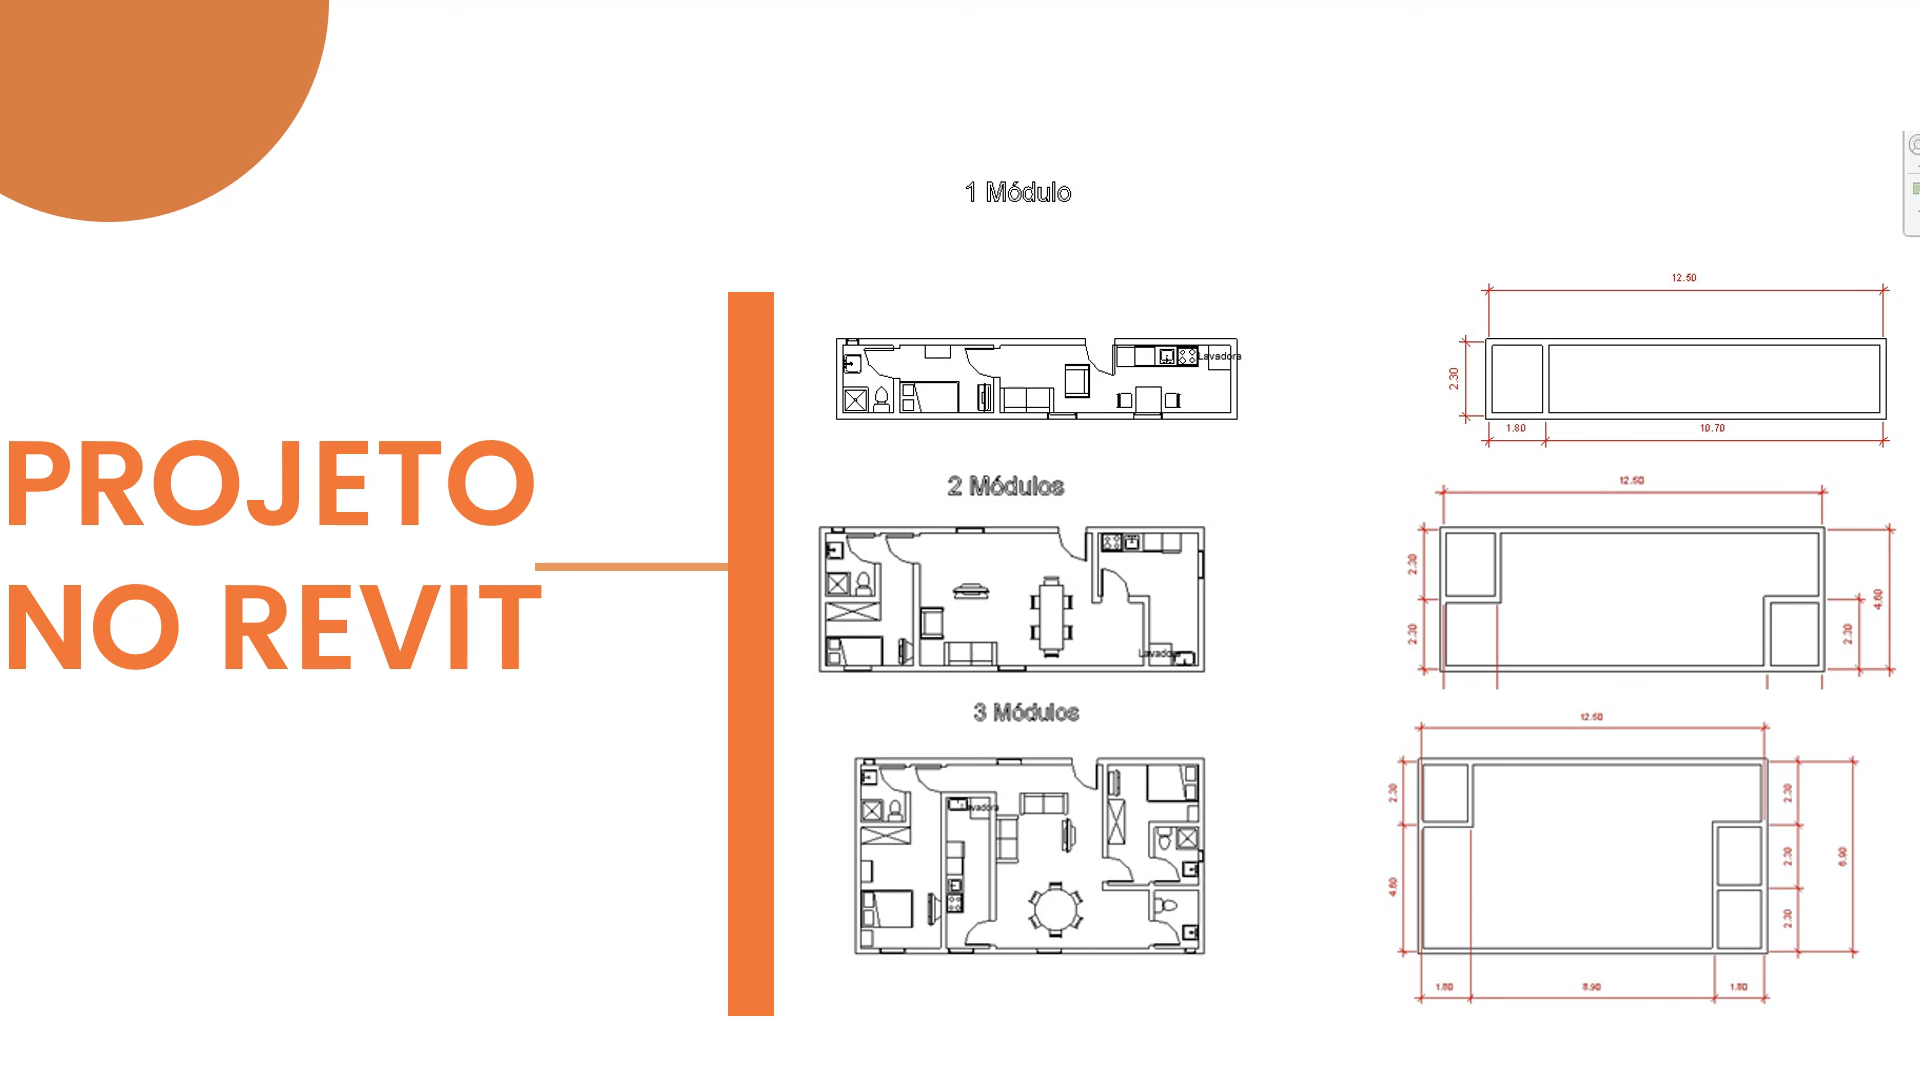 1 Módulo
12.50
Lavadora
2.30
1.80
10.70
PROJETO
NO REVIT
2 Módulos
12.50
2.30
2.30
4.60
2.30
Lavadora
3 Módulos
12.50
2.30
4.60
2.30
2.30
2.30
6.90
1.80
8.90
1.80